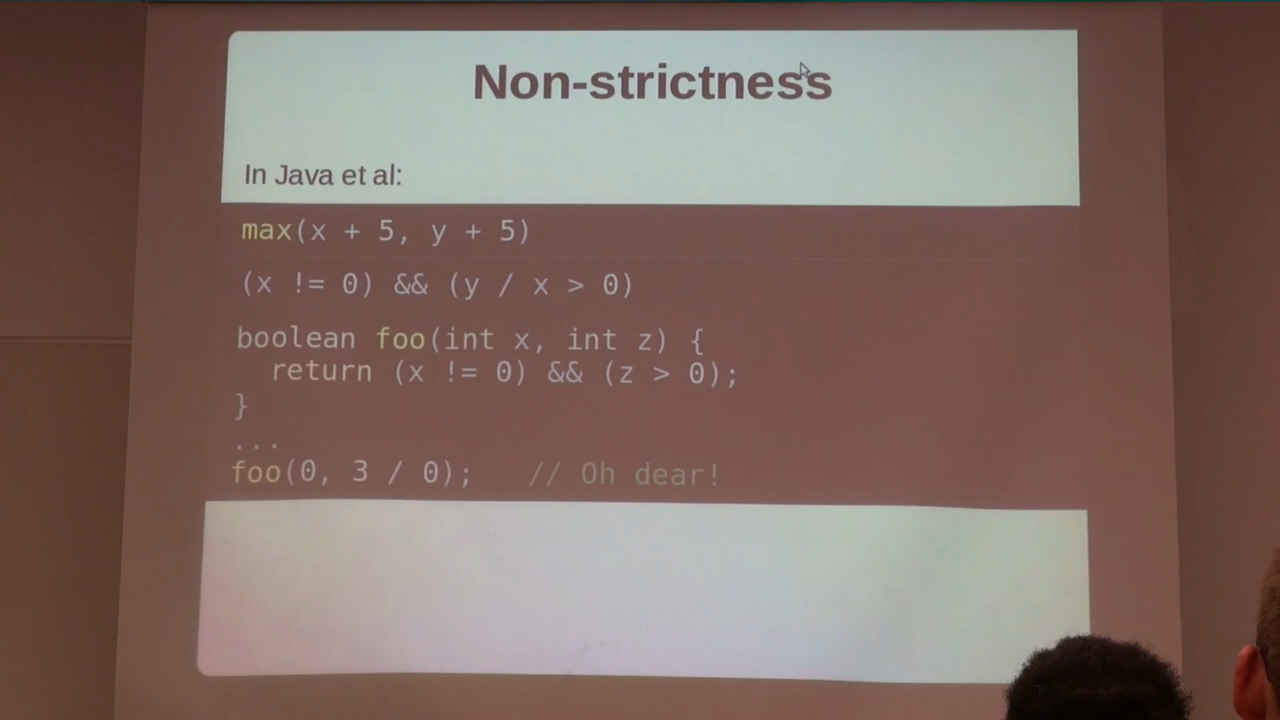 Non-strictness
In Java et al:
max(x + 5, y + 5)
(x != 0) && (y / x > 0)
boolean foo(int x, int z) {
  return (x != 0) && (z > 0);
}
...
foo(0, 3 / 0);   // Oh dear!